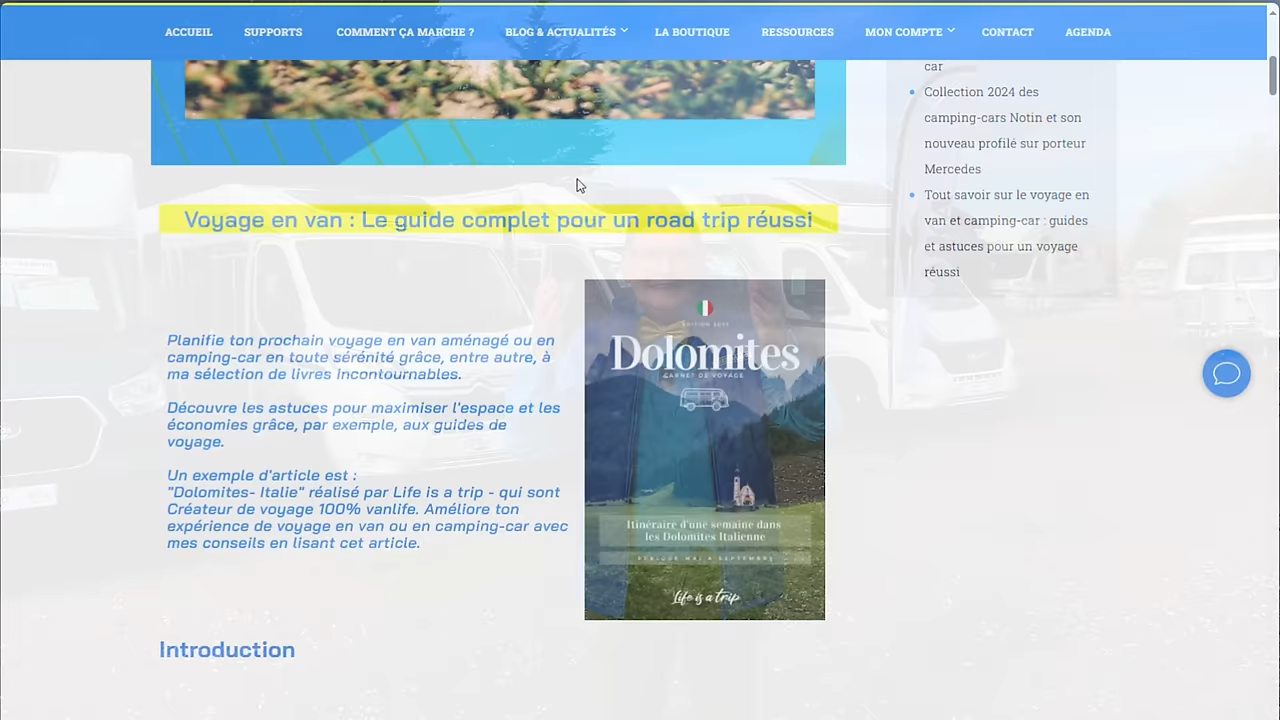 ACCUEIL
SUPPORTS
COMMENT ÇA MARCHE ?
BLOG & ACTUALITÉS
LA BOUTIQUE
RESSOURCES
MON COMPTE
CONTACT
AGENDA
car
Collection 2024 des
camping-cars Notin et son
nouveau profilé sur porteur
Mercedes
Tout savoir sur le voyage en
van et camping-car : guides
et astuces pour un voyage
réussi
Voyage en van : Le guide complet pour un road trip réussi
Planifie ton prochain voyage en van aménagé ou en
camping-car en toute sérénité grâce, entre autre, à
ma sélection de livres incontournables.
Découvre les astuces pour maximiser l'espace et les
économies grâce, par exemple, aux guides de
voyage.
Un exemple d'article est :
"Dolomites- Italie" réalisé par Life is a trip - qui sont
Créateur de voyage 100% vanlife. Améliore ton
expérience de voyage en van ou en camping-car avec
mes conseils en lisant cet article.
Dolomites
CARNET DE VOYAGE
Itinéraire d'une semaine dans
les Dolomites Italienne
Life is a trip
Introduction